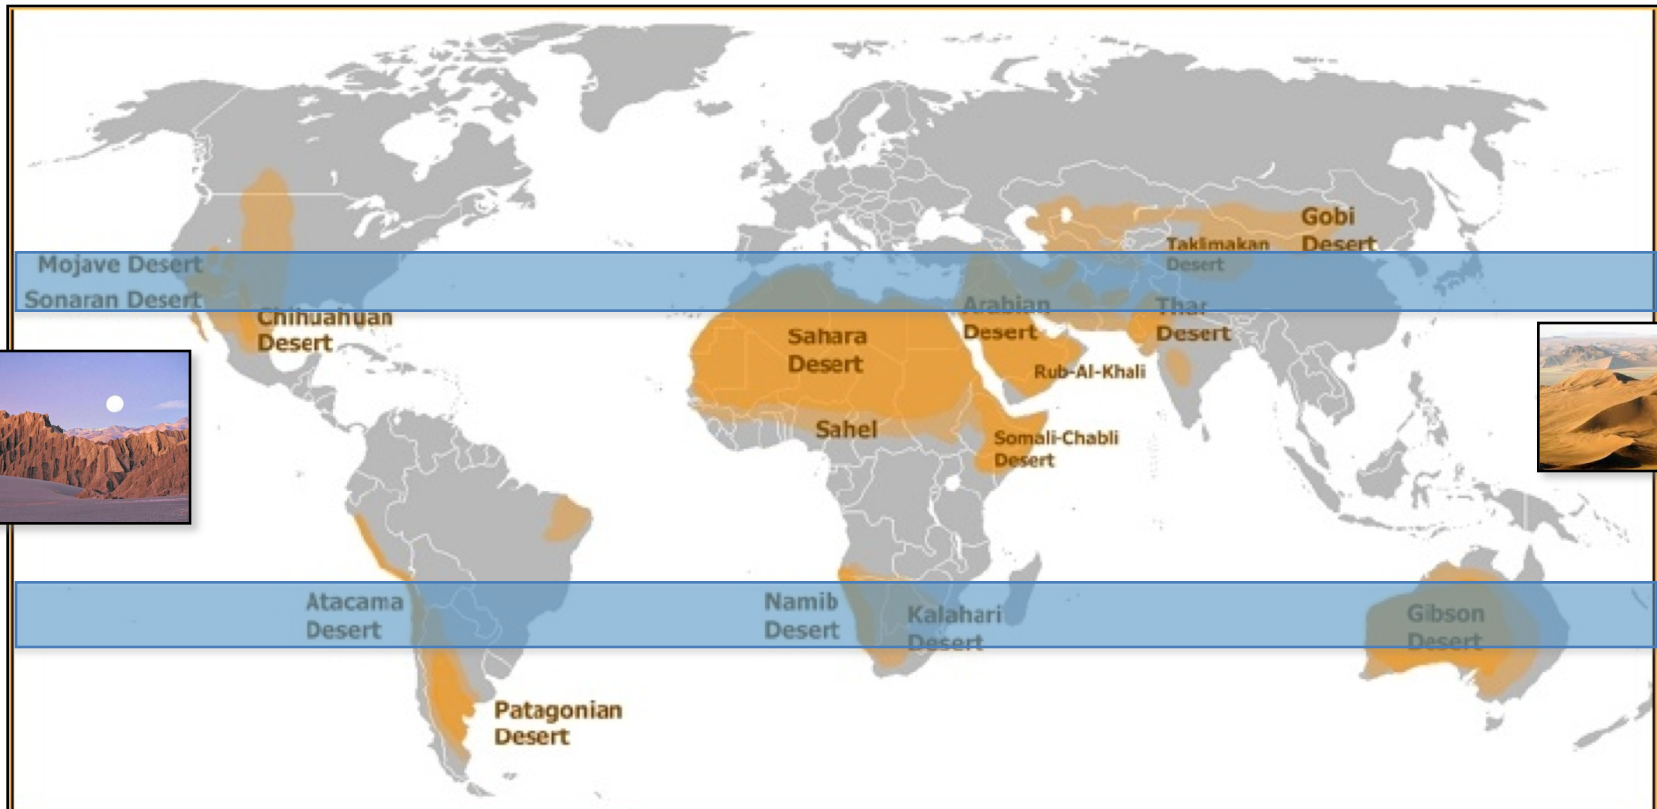 Gobi
Desert
Taklimakan
Desert
Mojave Desert
Sonaran Desert
Chihuahuan
Desert
Sahara
Desert
Arabian
Desert
Thar
Desert
Rub-Al-Khali
Sahel
Somali-Chabli
Desert
Atacama
Desert
Namib
Desert
Kalahari
Desert
Gibson
Desert
Patagonian
Desert